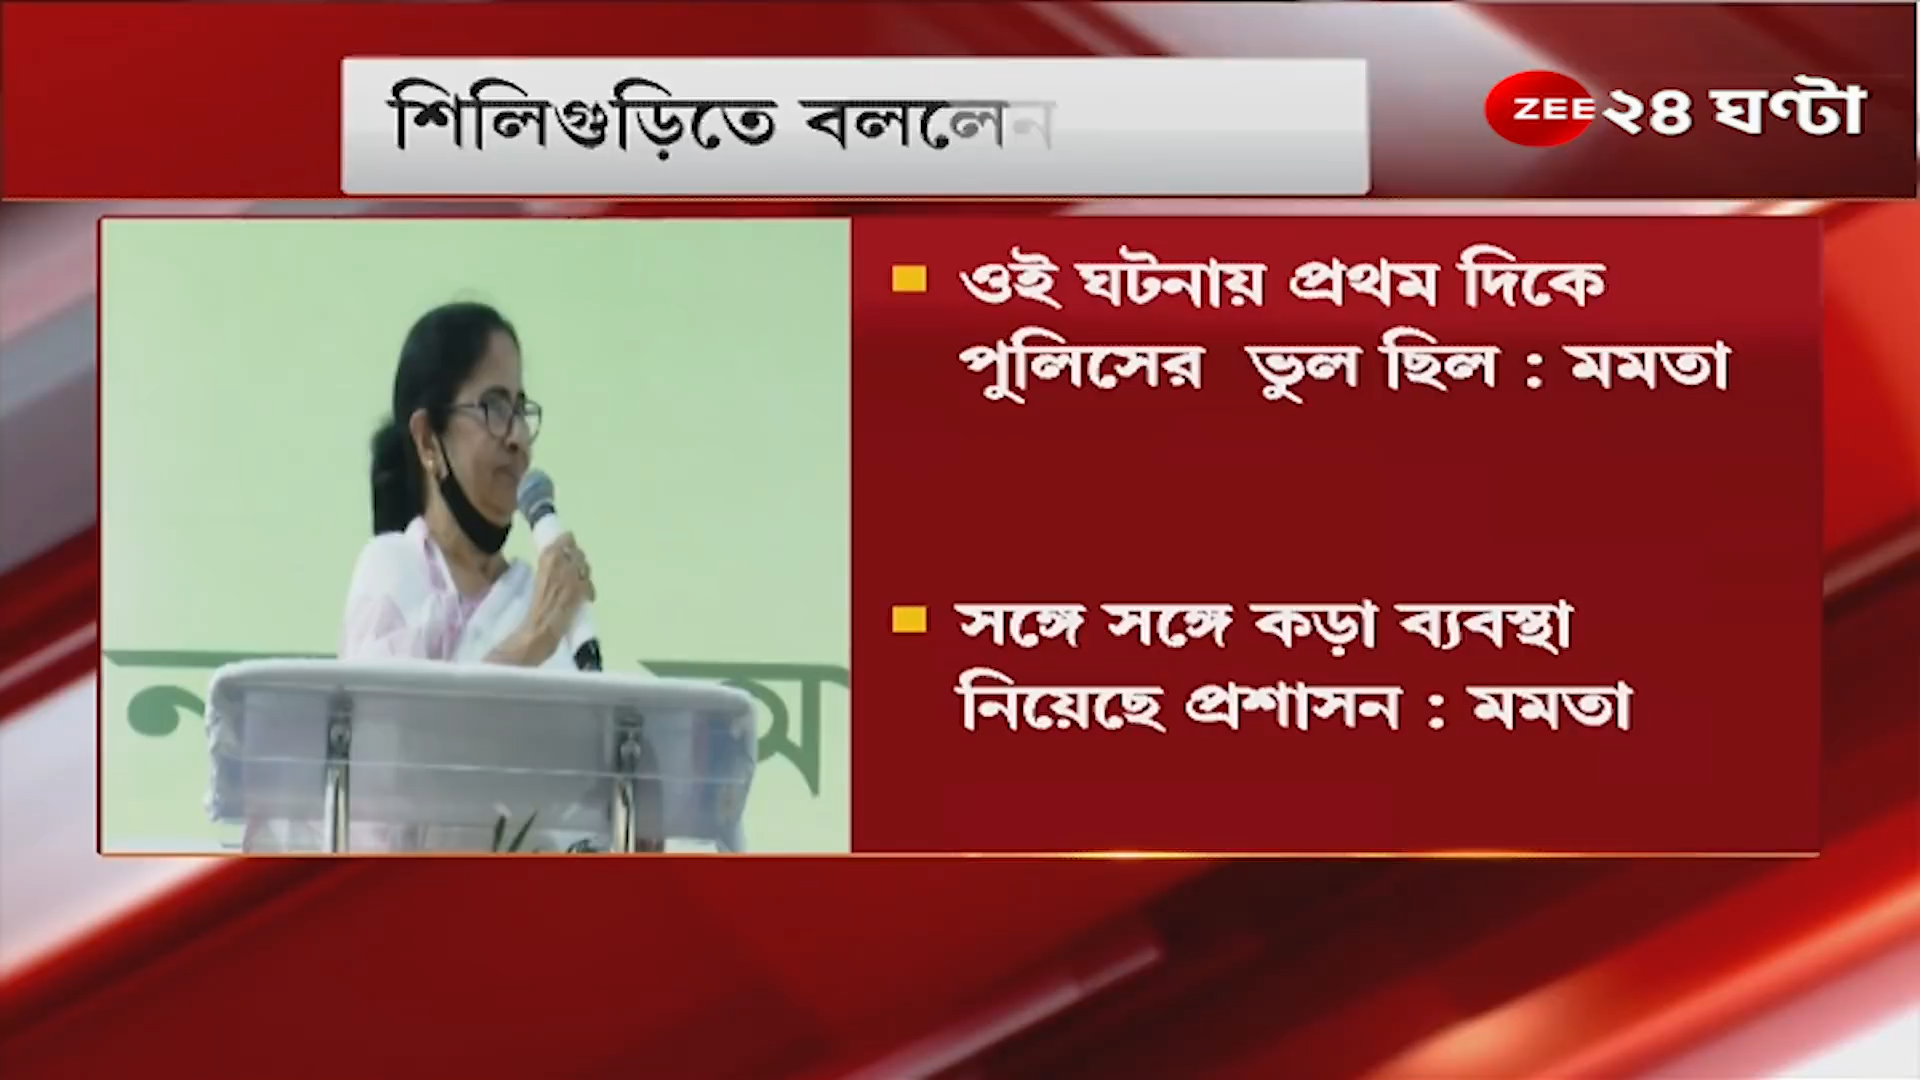 শিলিগুড়িতে বললেন
ZEE ২৪ ঘণ্টা
ওই ঘটনায় প্রথম দিকে
পুলিসের ভুল ছিল : মমতা
সঙ্গে সঙ্গে কড়া ব্যবস্থা
নিয়েছে প্রশাসন : মমতা